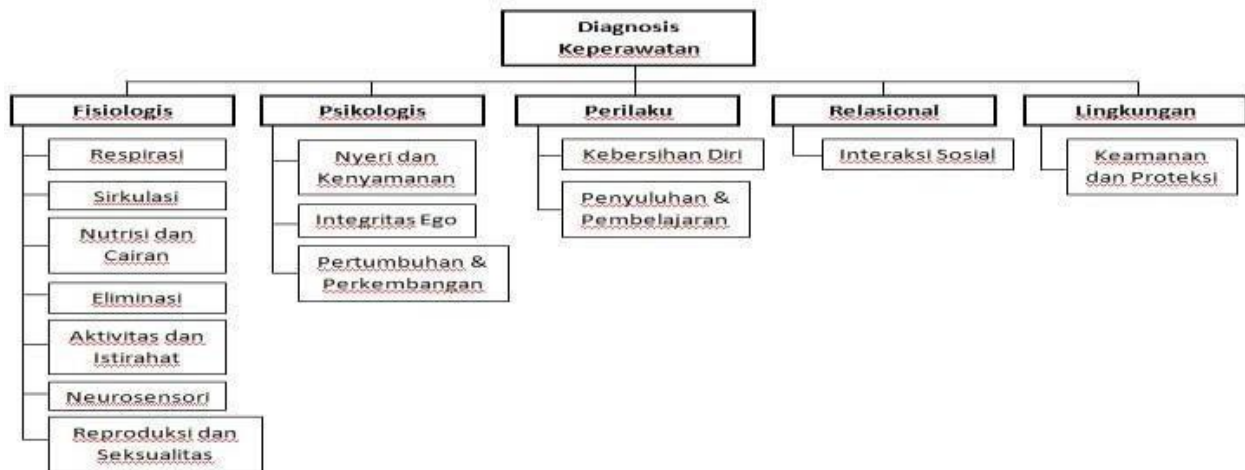 Diagnosis
Keperawatan
Fisiologis
Respirasi
Sirkulasi
Nutrisi dan
Cairan
Eliminasi
Aktivitas dan
Istirahat
Neurosensori
Reproduksi dan
Seksualitas
Psikologis
Nyeri dan
Kenyamanan
Integritas Ego
Pertumbuhan &
Perkembangan
Perilaku
Kebersihan Diri
Penyuluhan &
Pembelajaran
Relasional
Interaksi Sosial
Lingkungan
Keamanan
dan Proteksi